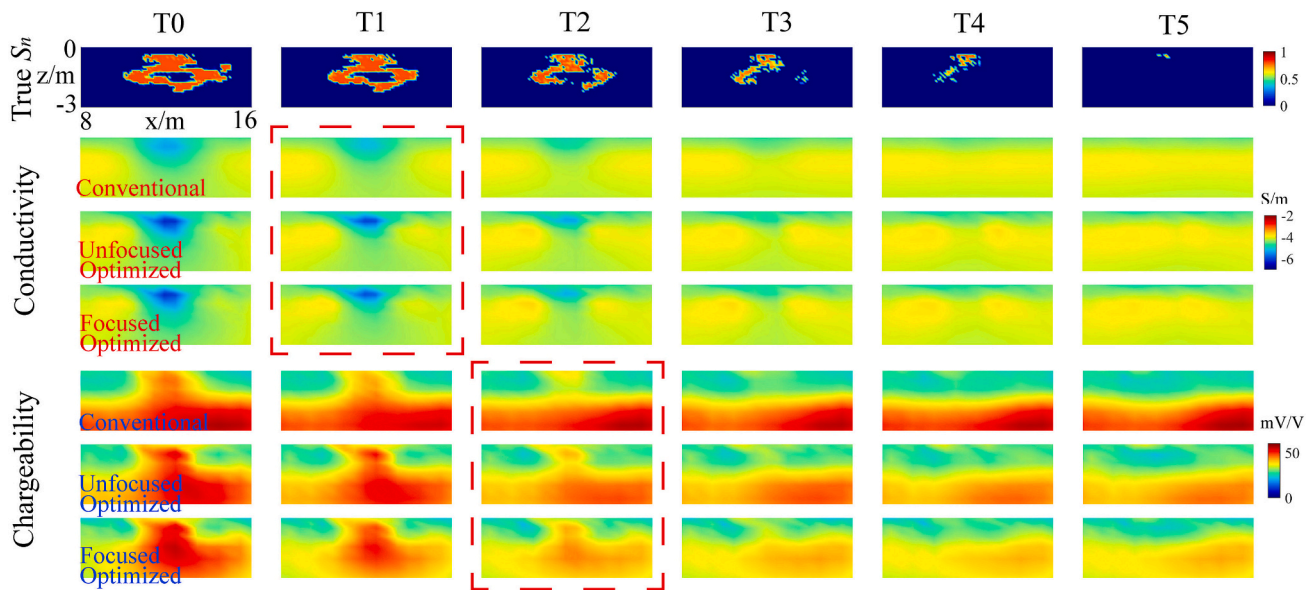 T0 T1 T2 T3 T4 T5
True Sn
0
z/m
-3
8 x/m 16
1
0.5
0
Conductivity
Conventional
Unfocused
Optimized
Focused
Optimized
S/m
-2
-4
-6
Chargeability
Conventional
Unfocused
Optimized
Focused
Optimized
mV/V
50
0